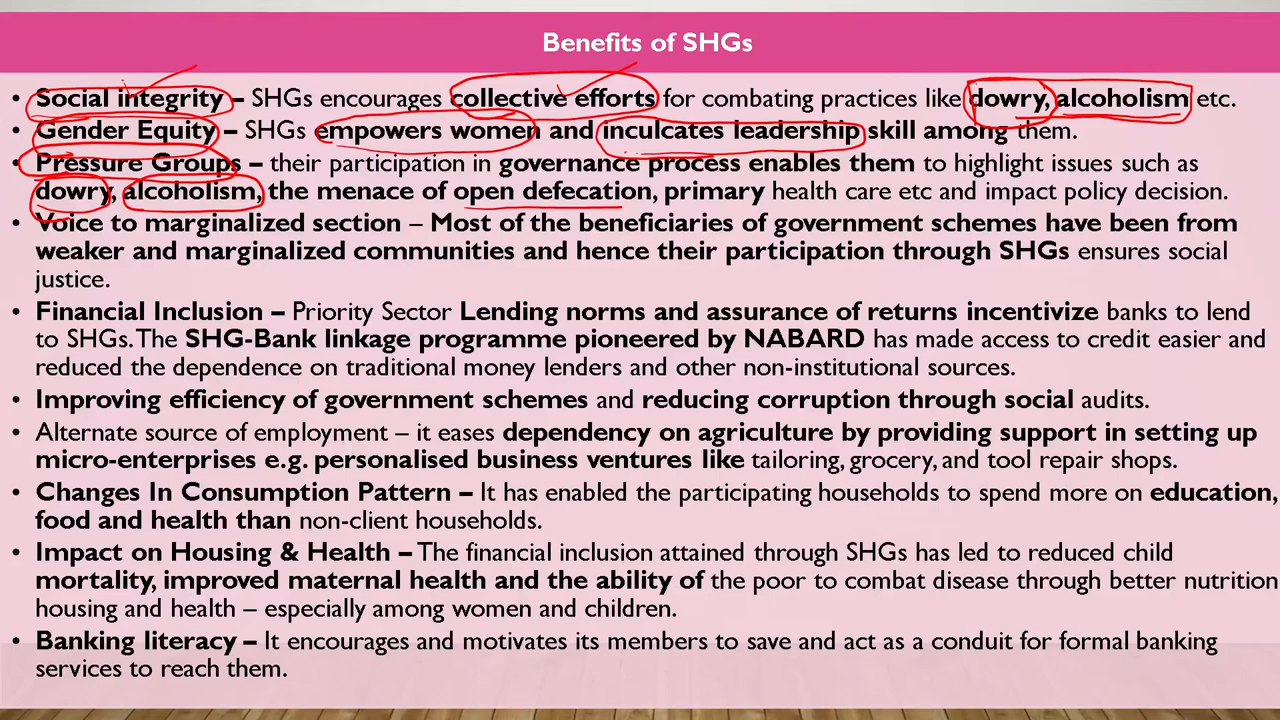 Benefits of SHGs
• Social integrity – SHGs encourages collective efforts for combating practices like dowry, alcoholism etc.
• Gender Equity – SHGs empowers women and inculcates leadership skill among them.
• Pressure Groups – their participation in governance process enables them to highlight issues such as
dowry, alcoholism, the menace of open defecation, primary health care etc and impact policy decision.
• Voice to marginalized section – Most of the beneficiaries of government schemes have been from
weaker and marginalized communities and hence their participation through SHGs ensures social
justice.
• Financial Inclusion – Priority Sector Lending norms and assurance of returns incentivize banks to lend
to SHGs. The SHG-Bank linkage programme pioneered by NABARD has made access to credit easier and
reduced the dependence on traditional money lenders and other non-institutional sources.
• Improving efficiency of government schemes and reducing corruption through social audits.
• Alternate source of employment – it eases dependency on agriculture by providing support in setting up
micro-enterprises e.g. personalised business ventures like tailoring, grocery, and tool repair shops.
• Changes In Consumption Pattern – It has enabled the participating households to spend more on education,
food and health than non-client households.
• Impact on Housing & Health – The financial inclusion attained through SHGs has led to reduced child
mortality, improved maternal health and the ability of the poor to combat disease through better nutrition
housing and health – especially among women and children.
• Banking literacy – It encourages and motivates its members to save and act as a conduit for formal banking
services to reach them.